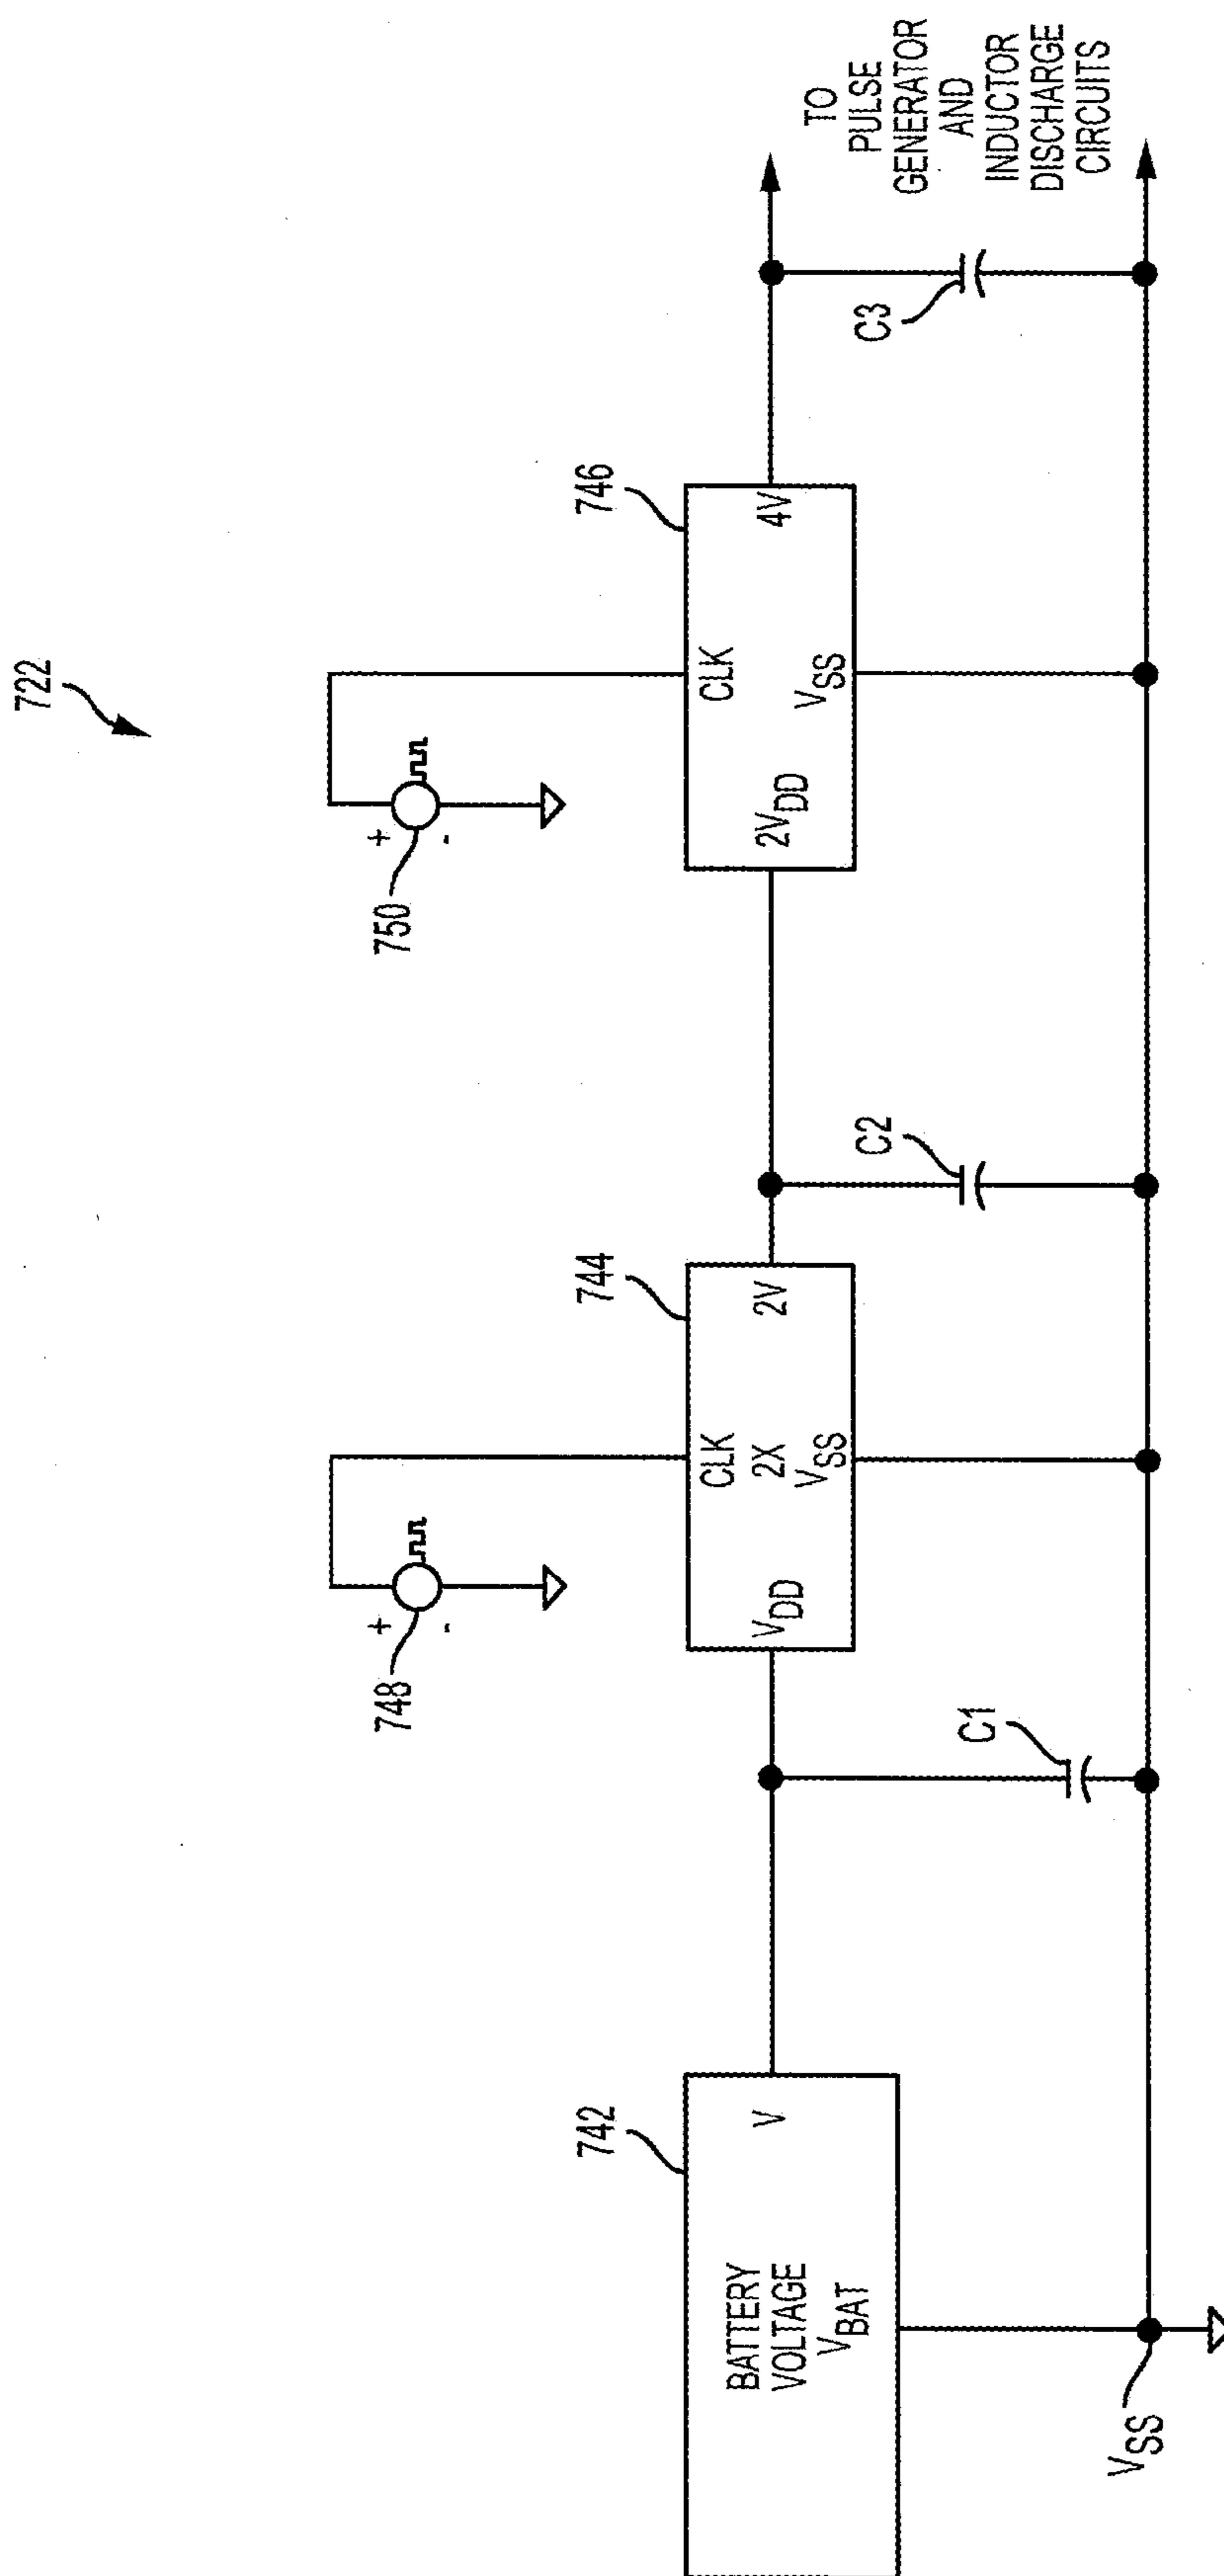 722
TO
PULSE
GENERATOR
AND
INDUCTOR
DISCHARGE
CIRCUITS
748
+
-
750
+
-
742
BATTERY
VOLTAGE
VBAT
V
744
CLK
2X
VDD
VSS
2V
746
CLK
2VDD
VSS
4V
C1
C2
C3
VSS